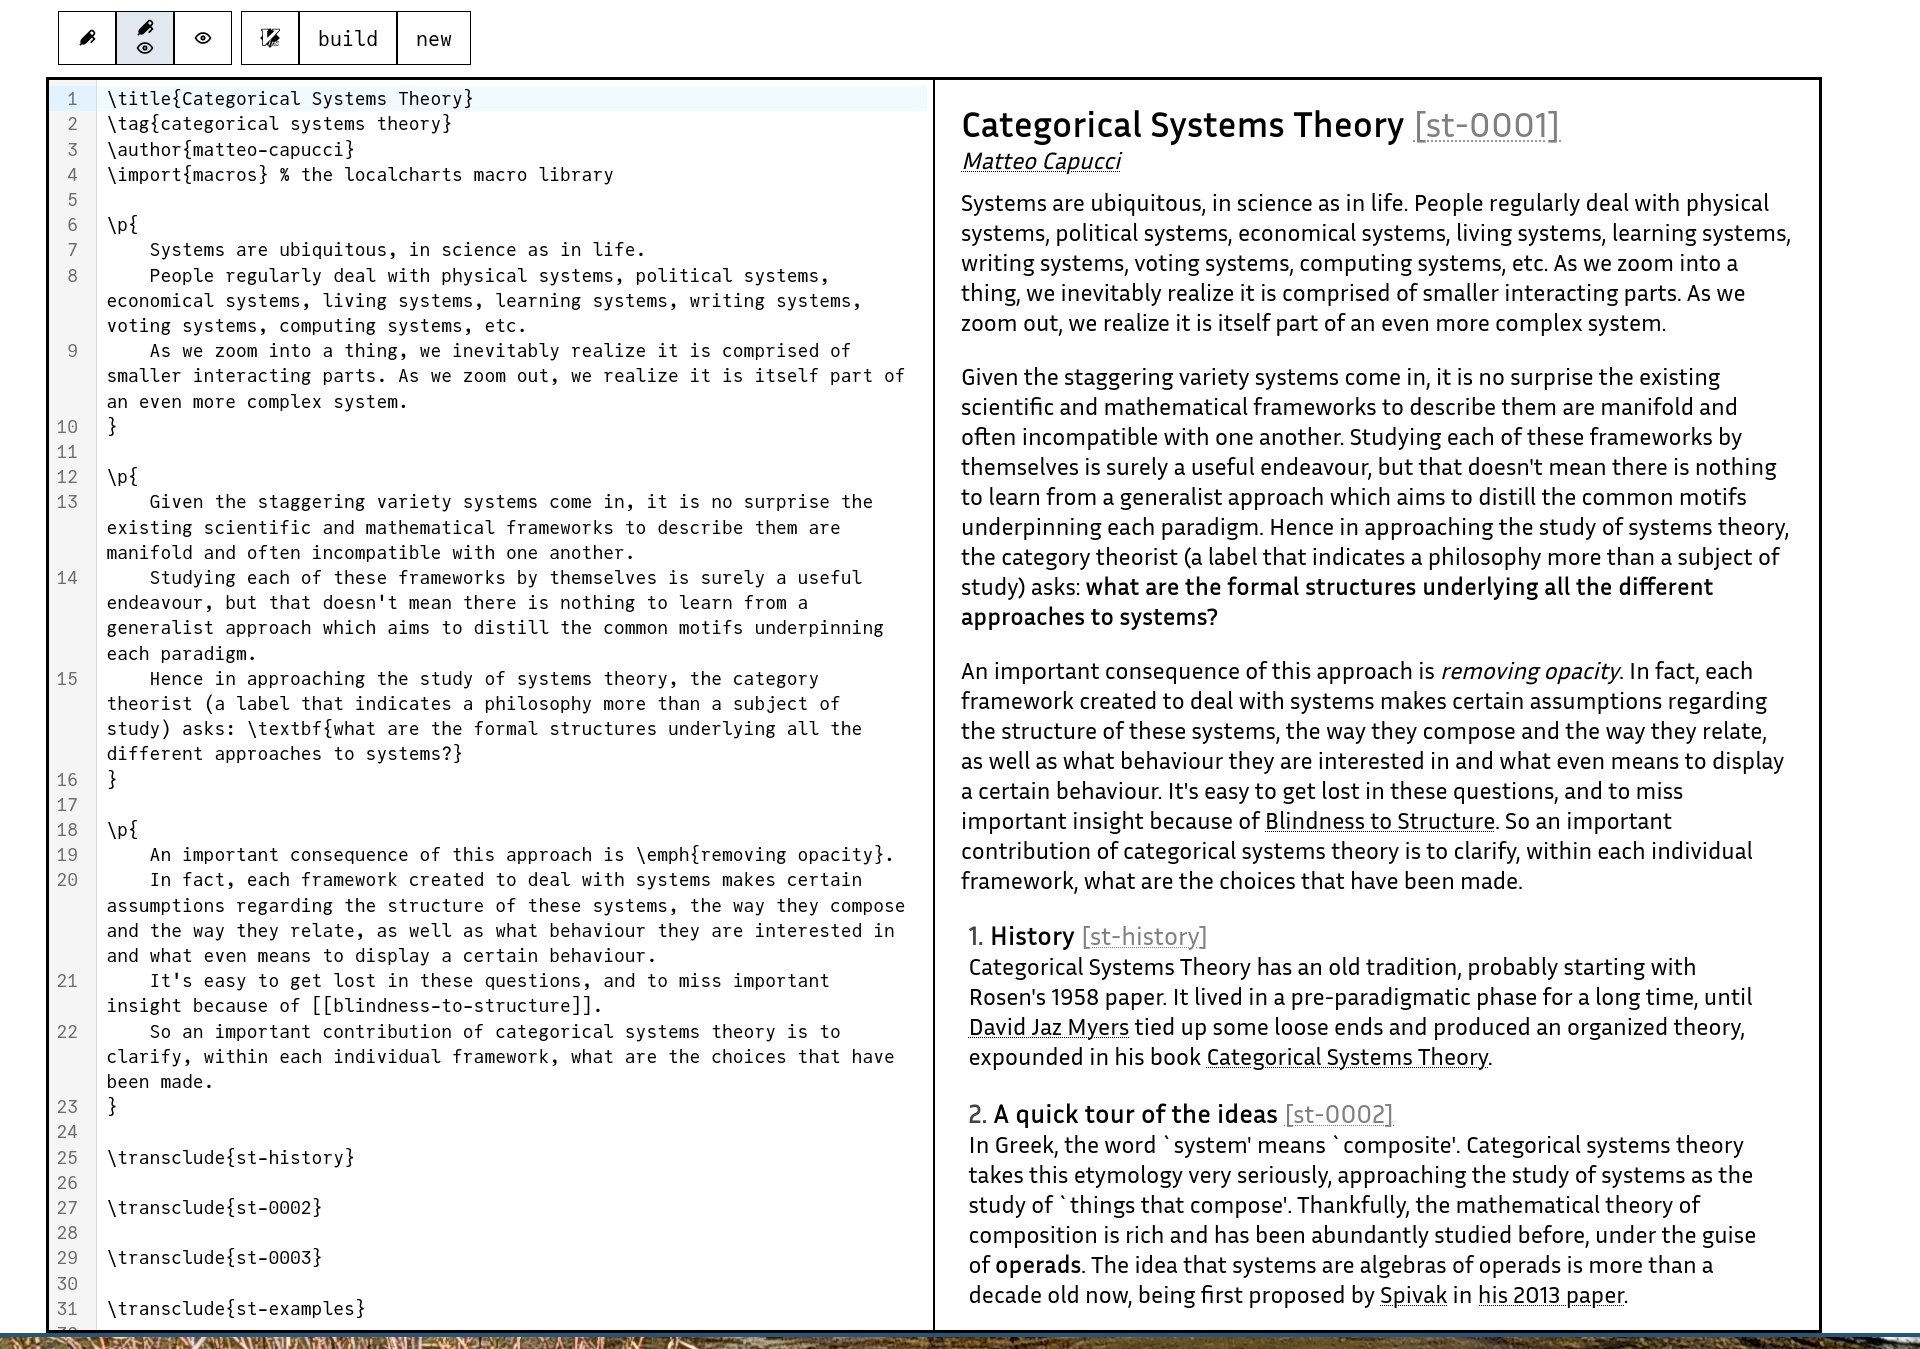 build new
1 \title{Categorical Systems Theory}
2 \tag{categorical systems theory}
3 \author{matteo-capucci}
4 \import{macros} % the localcharts macro library
5
6 \p{
7 Systems are ubiquitous, in science as in life.
8 People regularly deal with physical systems, political systems,
economical systems, living systems, learning systems, writing systems,
voting systems, computing systems, etc.
9 As we zoom into a thing, we inevitably realize it is comprised of
smaller interacting parts. As we zoom out, we realize it is itself part of
an even more complex system.
10 }
11
12 \p{
13 Given the staggering variety systems come in, it is no surprise the
existing scientific and mathematical frameworks to describe them are
manifold and often incompatible with one another.
14 Studying each of these frameworks by themselves is surely a useful
endeavour, but that doesn't mean there is nothing to learn from a
generalist approach which aims to distill the common motifs underpinning
each paradigm.
15 Hence in approaching the study of systems theory, the category
theorist (a label that indicates a philosophy more than a subject of
study) asks: \textbf{what are the formal structures underlying all the
different approaches to systems?}
16 }
17
18 \p{
19 An important consequence of this approach is \emph{removing opacity}.
20 In fact, each framework created to deal with systems makes certain
assumptions regarding the structure of these systems, the way they compose
and the way they relate, as well as what behaviour they are interested in
and what even means to display a certain behaviour.
21 It's easy to get lost in these questions, and to miss important
insight because of [[blindness-to-structure]].
22 So an important contribution of categorical systems theory is to
clarify, within each individual framework, what are the choices that have
been made.
23 }
24
25 \transclude{st-history}
26
27 \transclude{st-0002}
28
29 \transclude{st-0003}
30
31 \transclude{st-examples}
Categorical Systems Theory [st-0001]
Matteo Capucci
Systems are ubiquitous, in science as in life. People regularly deal with physical
systems, political systems, economical systems, living systems, learning systems,
writing systems, voting systems, computing systems, etc. As we zoom into a
thing, we inevitably realize it is comprised of smaller interacting parts. As we
zoom out, we realize it is itself part of an even more complex system.
Given the staggering variety systems come in, it is no surprise the existing
scientific and mathematical frameworks to describe them are manifold and
often incompatible with one another. Studying each of these frameworks by
themselves is surely a useful endeavour, but that doesn't mean there is nothing
to learn from a generalist approach which aims to distill the common motifs
underpinning each paradigm. Hence in approaching the study of systems theory,
the category theorist (a label that indicates a philosophy more than a subject of
study) asks: what are the formal structures underlying all the different
approaches to systems?
An important consequence of this approach is removing opacity. In fact, each
framework created to deal with systems makes certain assumptions regarding
the structure of these systems, the way they compose and the way they relate,
as well as what behaviour they are interested in and what even means to display
a certain behaviour. It's easy to get lost in these questions, and to miss
important insight because of Blindness to Structure. So an important
contribution of categorical systems theory is to clarify, within each individual
framework, what are the choices that have been made.
1. History [st-history]
Categorical Systems Theory has an old tradition, probably starting with
Rosen's 1958 paper. It lived in a pre-paradigmatic phase for a long time, until
David Jaz Myers tied up some loose ends and produced an organized theory,
expounded in his book Categorical Systems Theory.
2. A quick tour of the ideas [st-0002]
In Greek, the word `system' means `composite'. Categorical systems theory
takes this etymology very seriously, approaching the study of systems as the
study of `things that compose'. Thankfully, the mathematical theory of
composition is rich and has been abundantly studied before, under the guise
of operads. The idea that systems are algebras of operads is more than a
decade old now, being first proposed by Spivak in his 2013 paper.